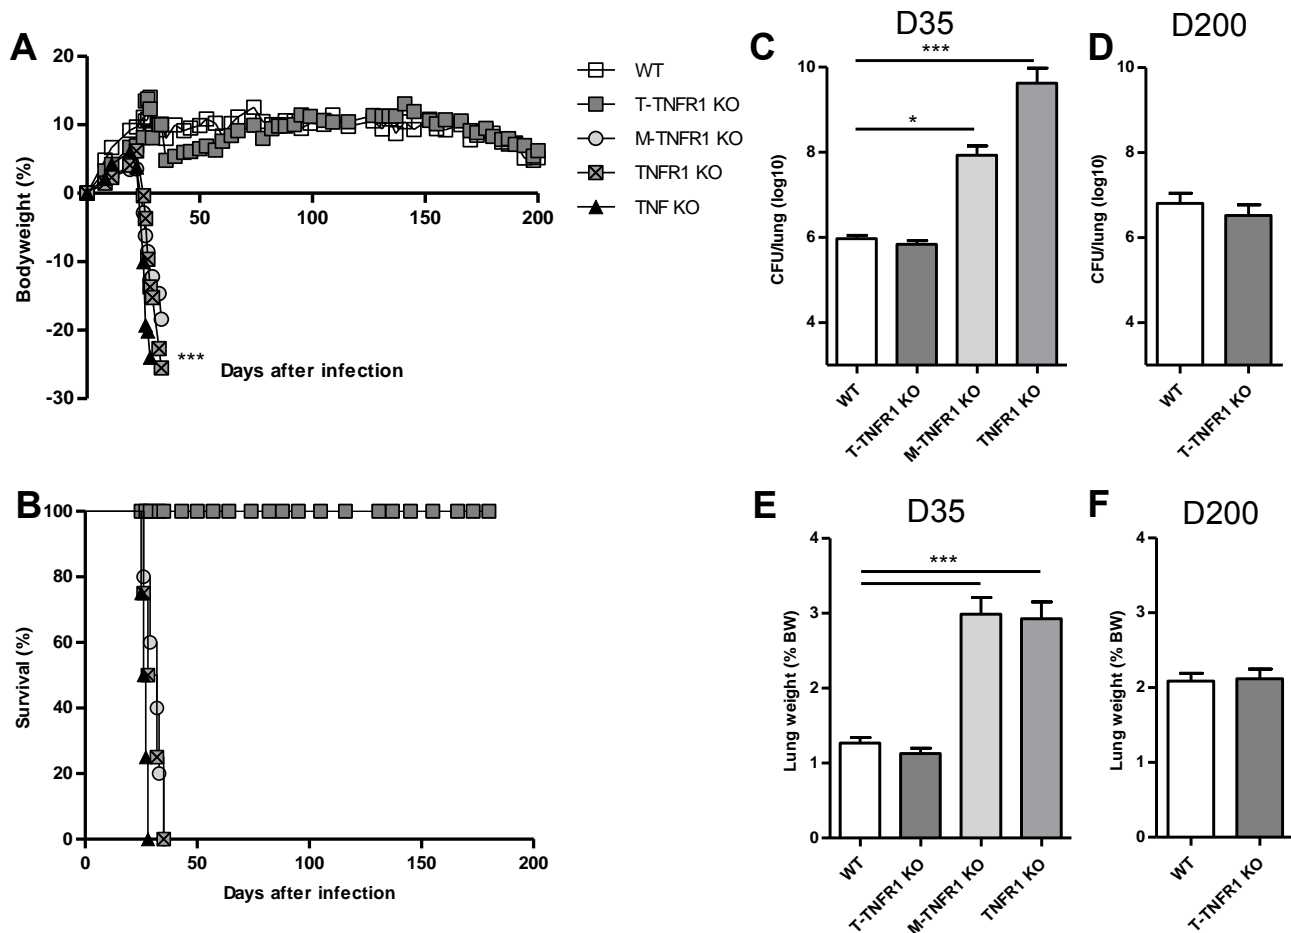 A
Bodyweight (%)
20
10
0
-10
-20
-30
50
100
150
200
***
Days after infection
WT
T-TNFR1 KO
M-TNFR1 KO
TNFR1 KO
TNF KO
C
D35
***
*
CFU/lung (log10)
10
8
6
4
WT
T-TNFR1 KO
M-TNFR1 KO
TNFR1 KO
D
D200
CFU/lung (log10)
10
8
6
4
WT
T-TNFR1 KO
B
Survival (%)
100
80
60
40
20
0
0
50
100
150
200
Days after infection
E
D35
***
Lung weight (% BW)
4
3
2
1
0
WT
T-TNFR1 KO
M-TNFR1 KO
TNFR1 KO
F
D200
Lung weight (% BW)
4
3
2
1
0
WT
T-TNFR1 KO